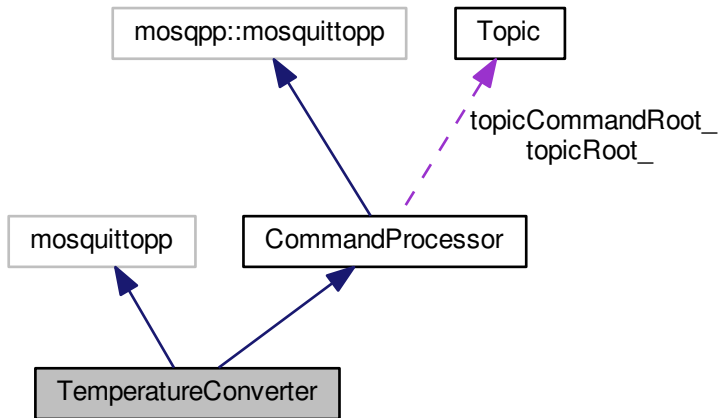 mosqpp::mosquittopp
Topic
topicCommandRoot_
topicRoot_
mosquittopp
CommandProcessor
TemperatureConverter